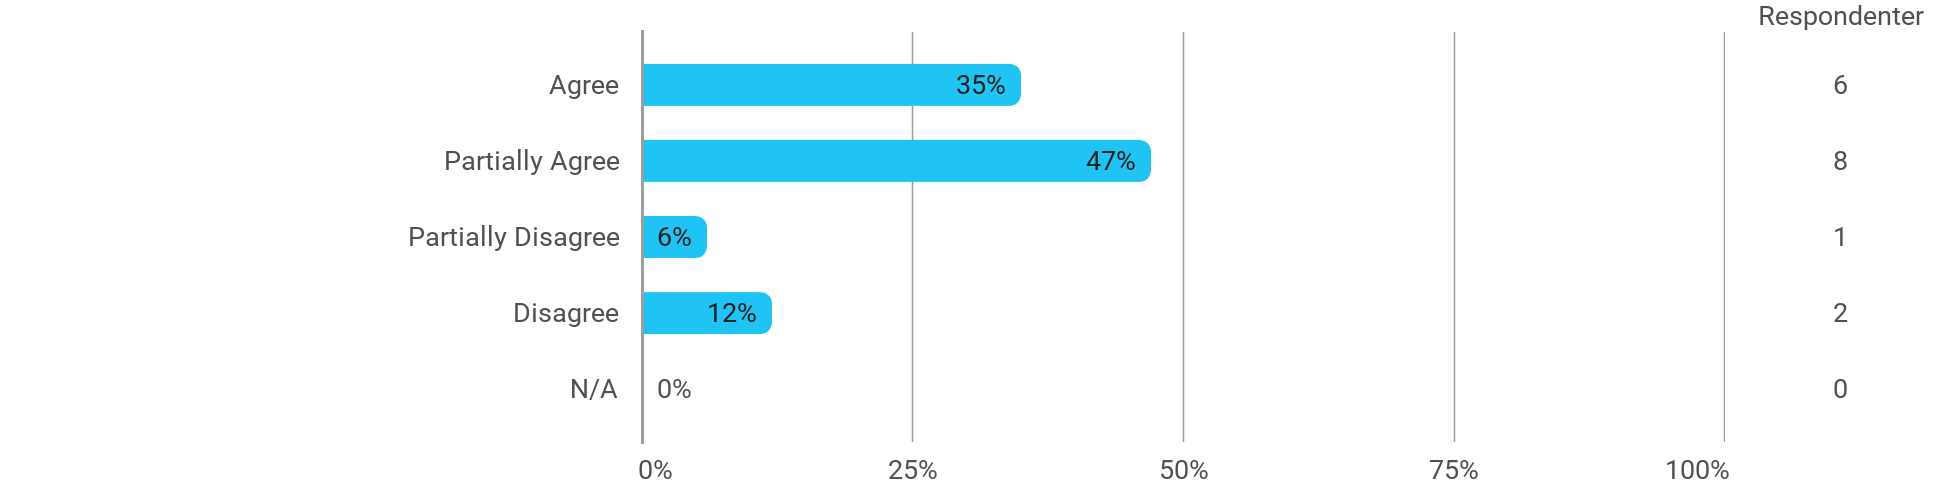 Respondenter
Agree 35% 6
Partially Agree 47% 8
Partially Disagree 6% 1
Disagree 12% 2
N/A 0% 0
0% 25% 50% 75% 100%